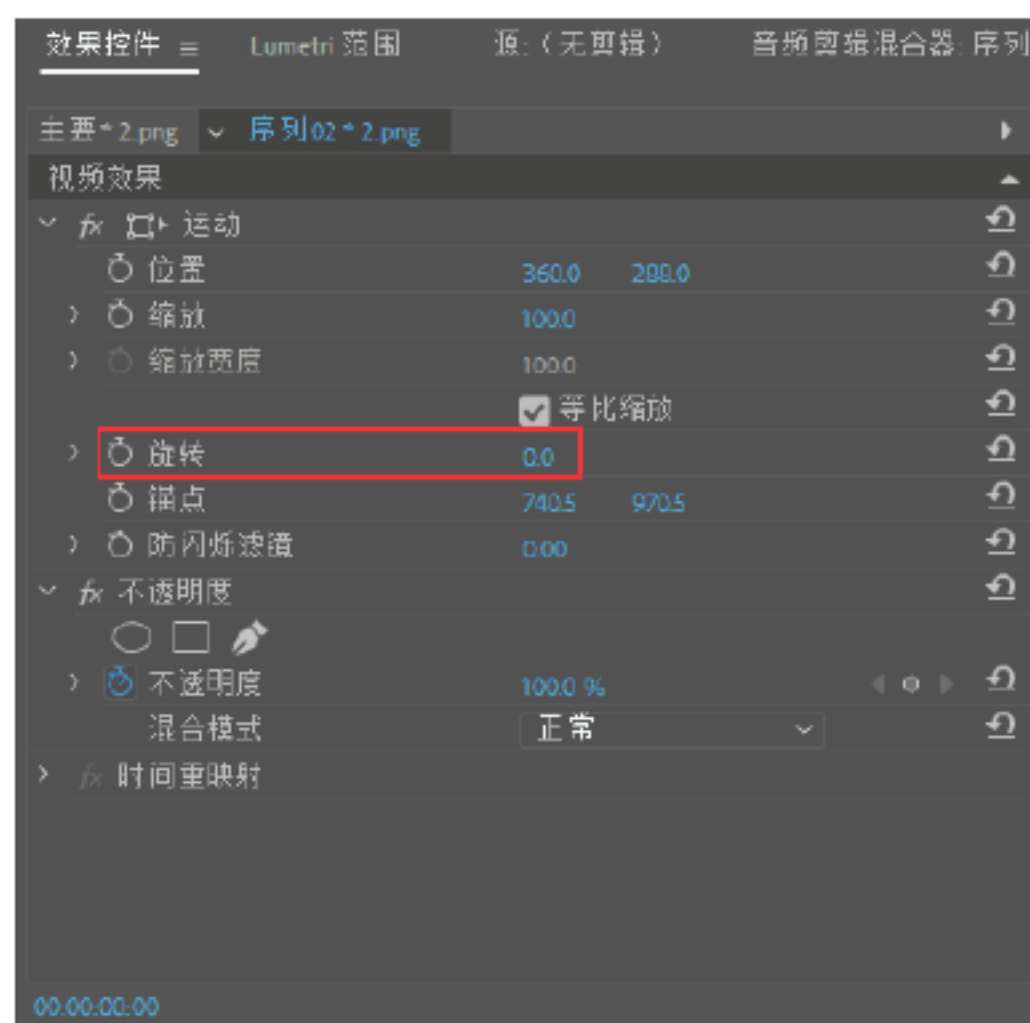 效果控件 Lumetri 范围 源:（无剪辑） 音频剪辑混合器: 序列
主要 * 2.png 序列 02 * 2.png
视频效果
fx 运动
位置 360.0 288.0
缩放 100.0
缩放宽度 100.0
等比缩放
旋转 0.0
锚点 740.5 970.5
防闪烁滤镜 0.00
fx 不透明度
不透明度 100.0 %
混合模式 正常
fx 时间重映射
00:00:00:00